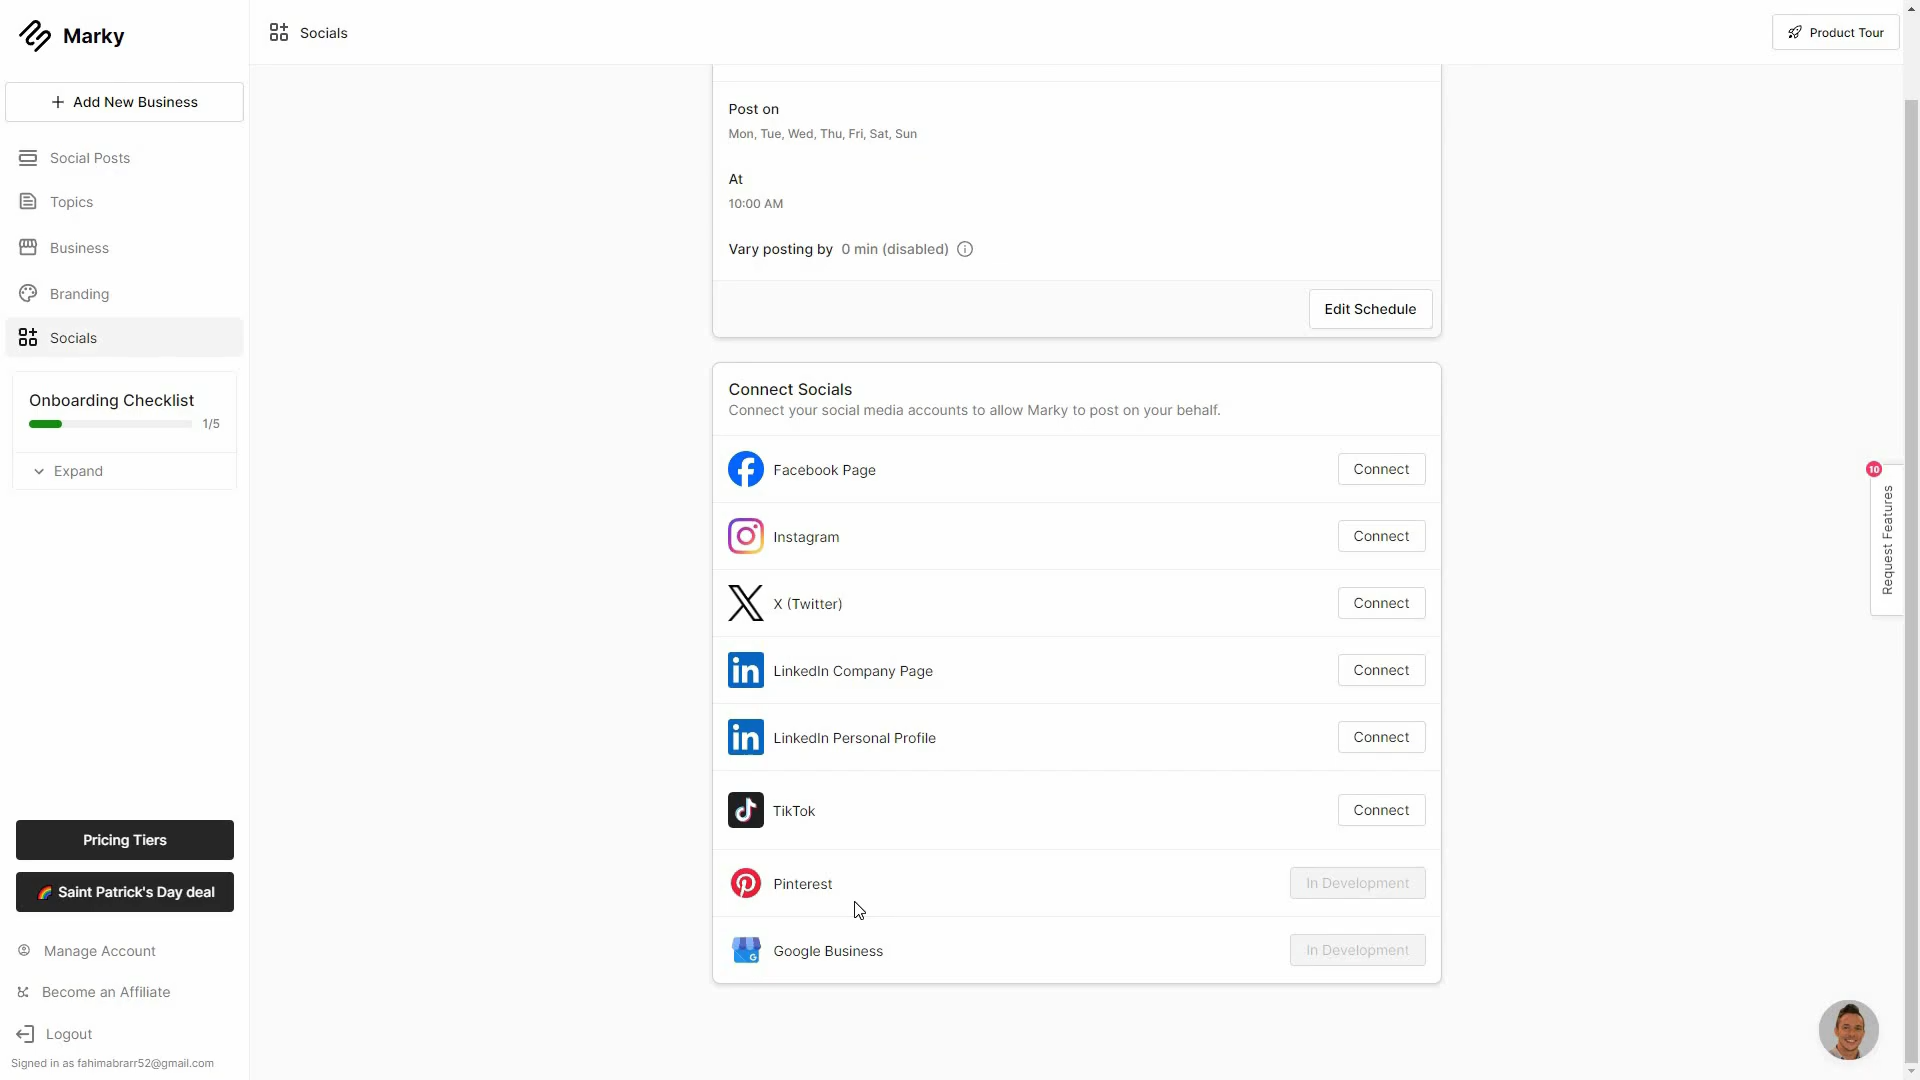 Marky
Socials
Product Tour
Add New Business
Social Posts
Topics
Business
Branding
Socials
Onboarding Checklist
1/5
Expand
Pricing Tiers
Saint Patrick's Day deal
Manage Account
Become an Affiliate
Logout
Signed in as fahimabrarr52@gmail.com
Post on
Mon, Tue, Wed, Thu, Fri, Sat, Sun
At
10:00 AM
Vary posting by 0 min (disabled)
Edit Schedule
Connect Socials
Connect your social media accounts to allow Marky to post on your behalf.
Facebook Page Connect
Instagram Connect
X (Twitter) Connect
LinkedIn Company Page Connect
LinkedIn Personal Profile Connect
TikTok Connect
Pinterest In Development
Google Business In Development
10
Request Features